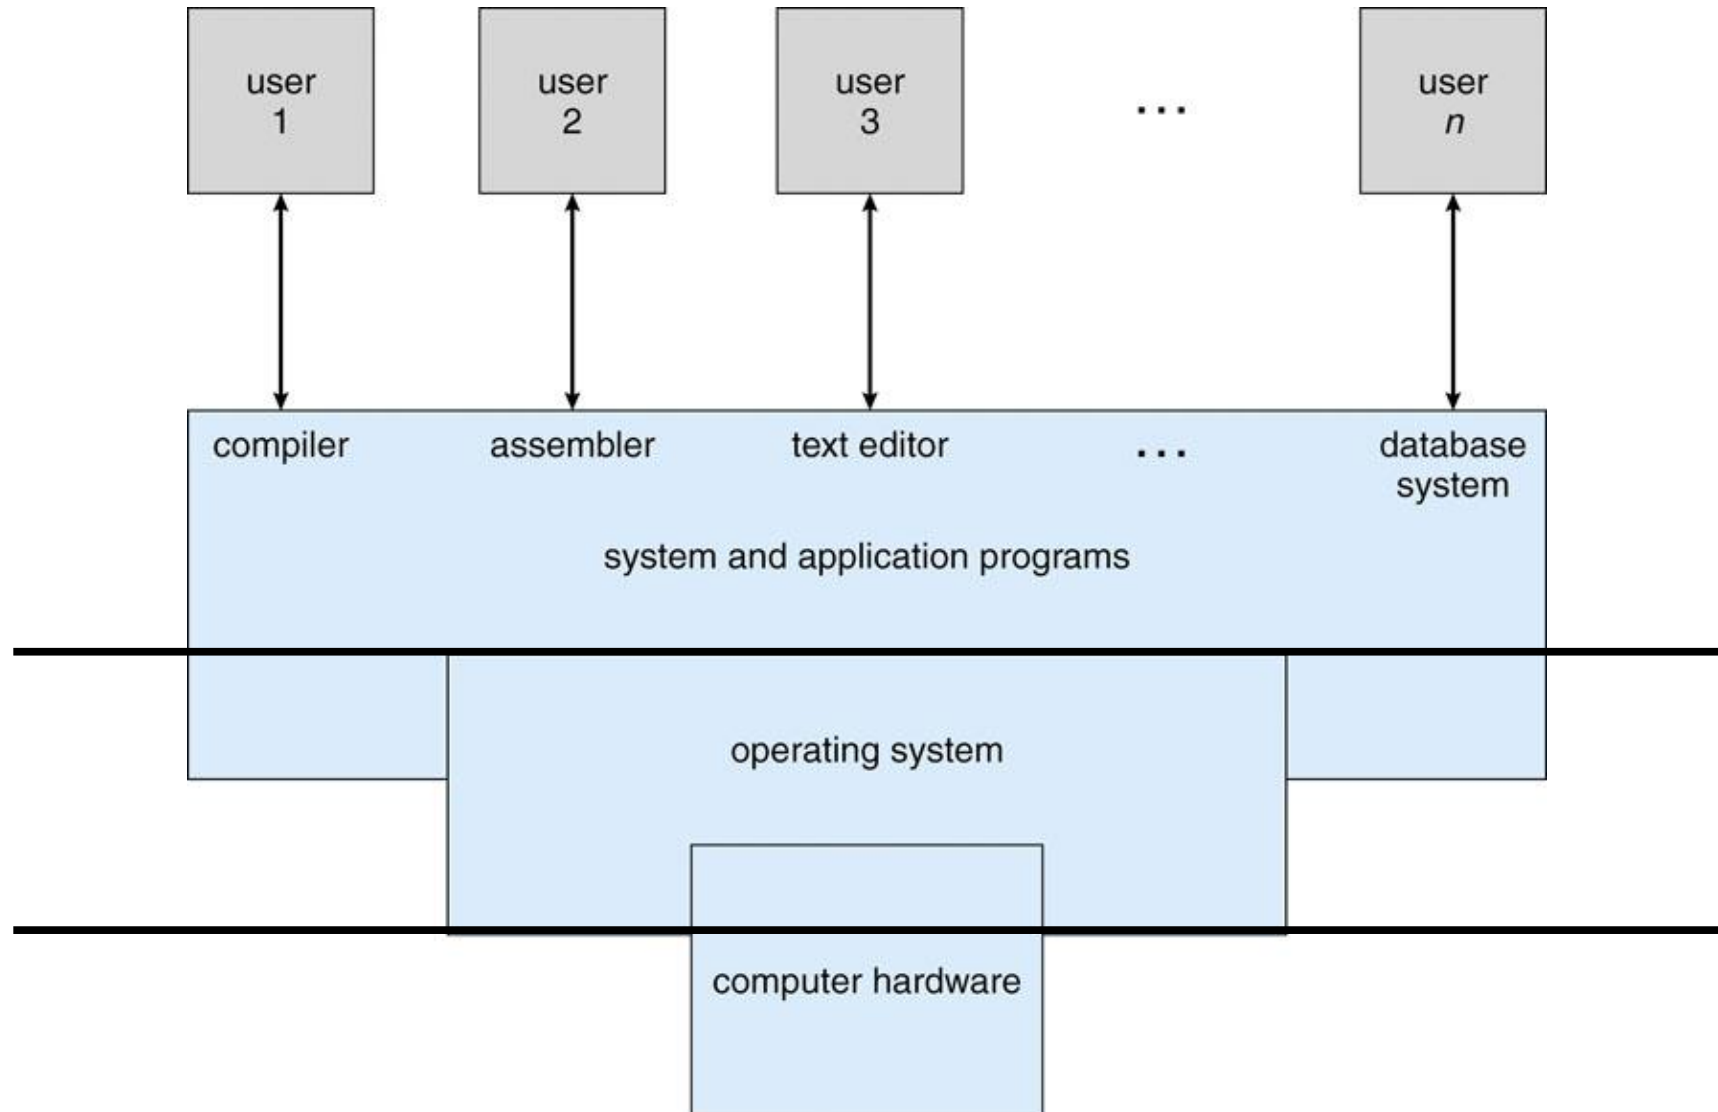 user
1
user
2
user
3
...
user
n
compiler
assembler
text editor
...
database
system
system and application programs
operating system
computer hardware